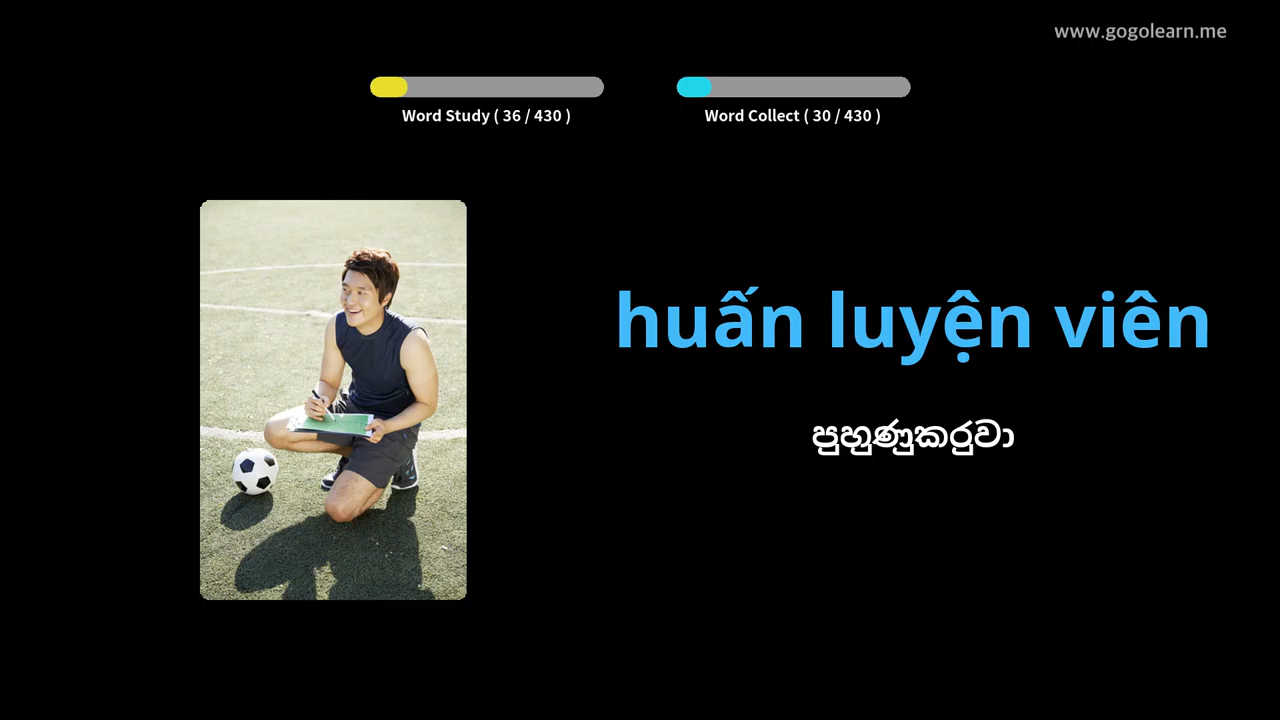 www.gogolearn.me
Word Study ( 36 / 430 )
Word Collect ( 30 / 430 )
huấn luyện viên
පුහුණුකරුවා